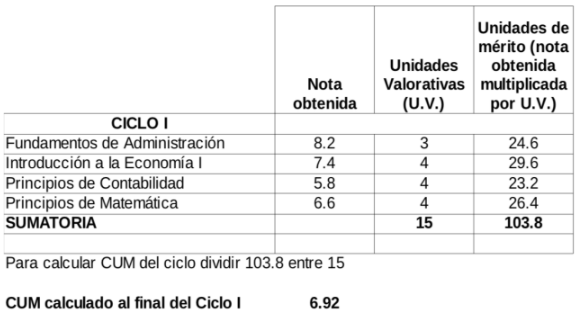 Nota obtenida
Unidades Valorativas (U.V.)
Unidades de mérito (nota obtenida multiplicada por U.V.)
CICLO I
Fundamentos de Administración 8.2 3 24.6
Introducción a la Economía I 7.4 4 29.6
Principios de Contabilidad 5.8 4 23.2
Principios de Matemática 6.6 4 26.4
SUMATORIA 15 103.8
Para calcular CUM del ciclo dividir 103.8 entre 15
CUM calculado al final del Ciclo I 6.92